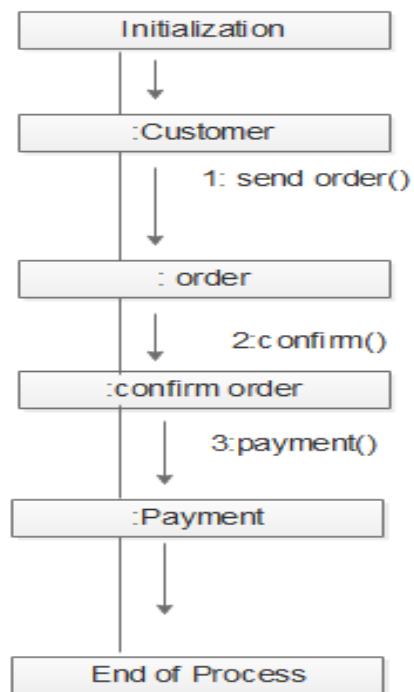 Initialization
:Customer
1: send order()
: order
2:confirm()
:confirm order
3:payment()
:Payment
End of Process